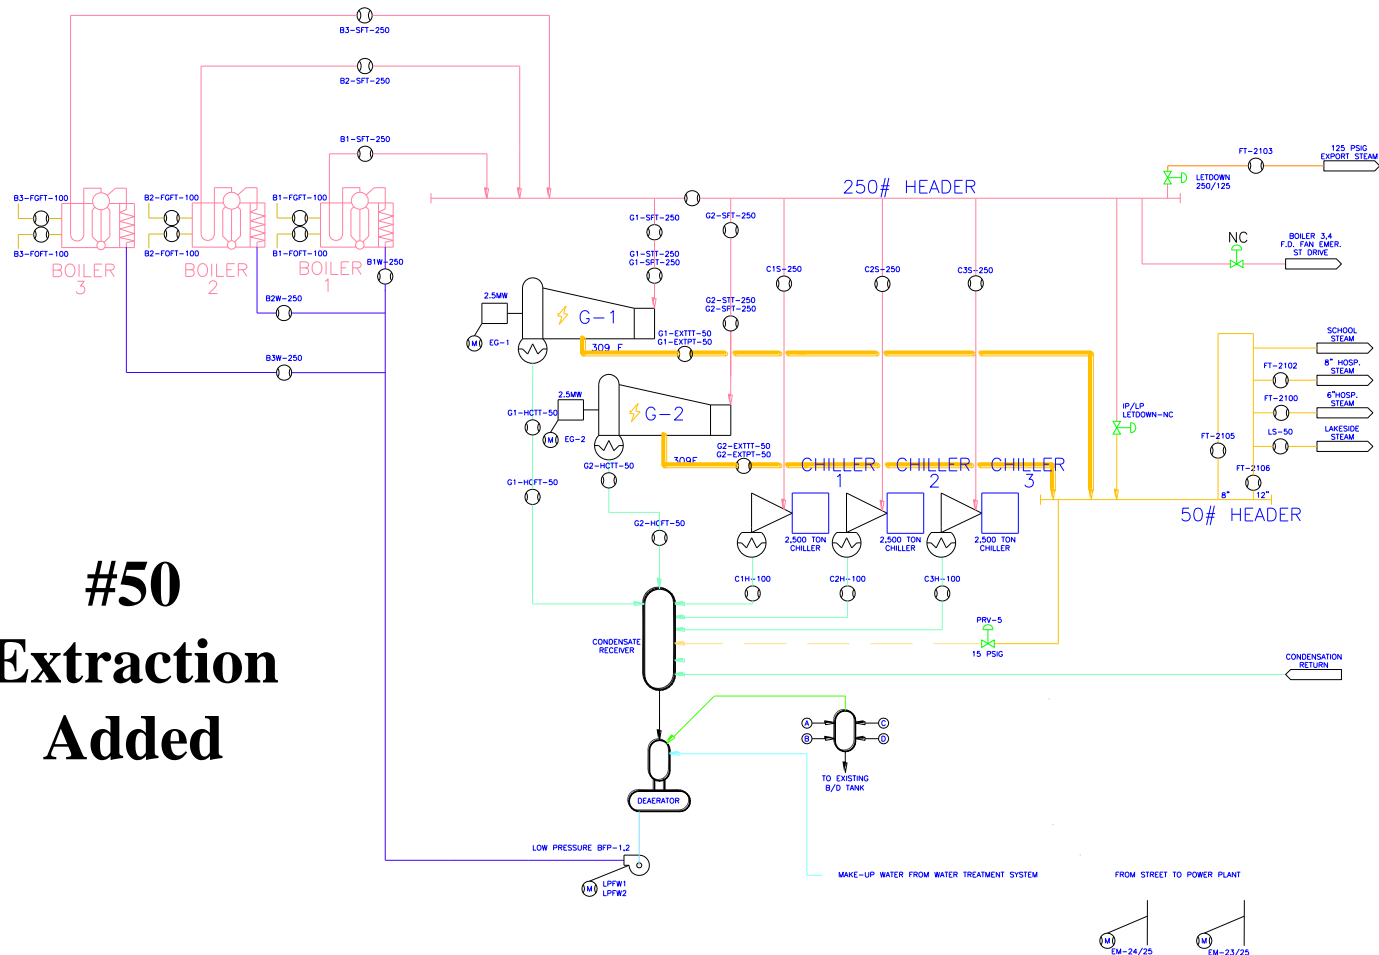 B3-SFT-250
B2-SFT-250
B1-SFT-250
FT-2103
125 PSIG
EXPORT STEAM
LETDOWN
250/125
250# HEADER
B3-FGFT-100
B2-FGFT-100
B1-FGFT-100
B3-FOFT-100
B2-FOFT-100
B1-FOFT-100
BOILER
3
BOILER
2
BOILER
1
B1W-250
B2W-250
B3W-250
G1-SFT-250
G2-SFT-250
G1-STT-250
G1-SPT-250
C1S-250
C2S-250
C3S-250
NC
BOILER 3,4
F.D. FAN EMER.
ST DRIVE
2.5MW
G-1
M
EG-1
309 F
G2-STT-250
G2-SPT-250
G1-EXTTT-50
G1-EXTPT-50
SCHOOL
STEAM
FT-2102
8" HOSP.
STEAM
FT-2100
6"HOSP.
STEAM
LS-50
LAKESIDE
STEAM
2.5MW
G-2
M
EG-2
309F
G1-HCTT-50
IP/LP
LETDOWN-NC
FT-2105
FT-2106
G2-EXTTT-50
G2-EXTPT-50
G2-HCTT-50
G1-HCFT-50
CHILLER
1
CHILLER
2
CHILLER
3
8"
12"
50# HEADER
G2-HCFT-50
2,500 TON
CHILLER
2,500 TON
CHILLER
2,500 TON
CHILLER
C1H-100
C2H-100
C3H-100
#50
Extraction
Added
CONDENSATE
RECEIVER
PRV-5
15 PSIG
CONDENSATION
RETURN
A
B
C
D
TO EXISTING
B/D TANK
DEAERATOR
LOW PRESSURE BFP-1,2
M
LPFW1
LPFW2
MAKE-UP WATER FROM WATER TREATMENT SYSTEM
FROM STREET TO POWER PLANT
M
EM-24/25
M
EM-23/25